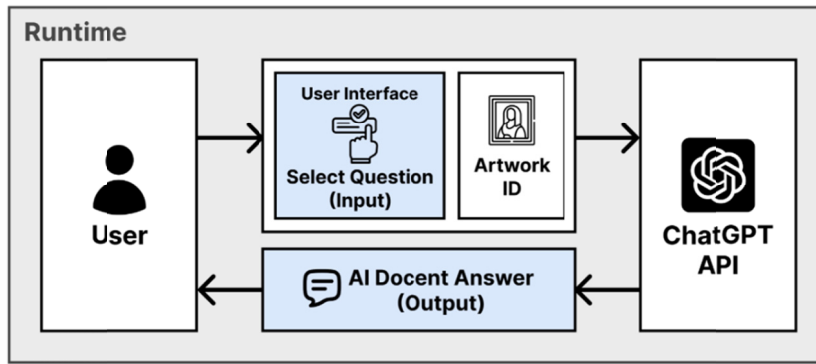 Runtime
User
User Interface
Select Question
(Input)
Artwork
ID
ChatGPT
API
AI Docent Answer
(Output)